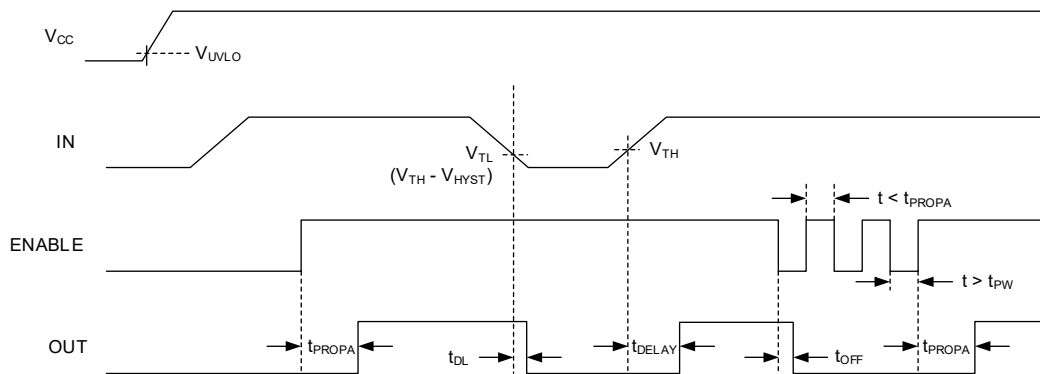 VCC
VUVLO
IN
VTL
(VTH - VHYST)
VTH
t < tPROPA
ENABLE
t > tPW
OUT
tPROPA
tDL
tDELAY
tOFF
tPROPA